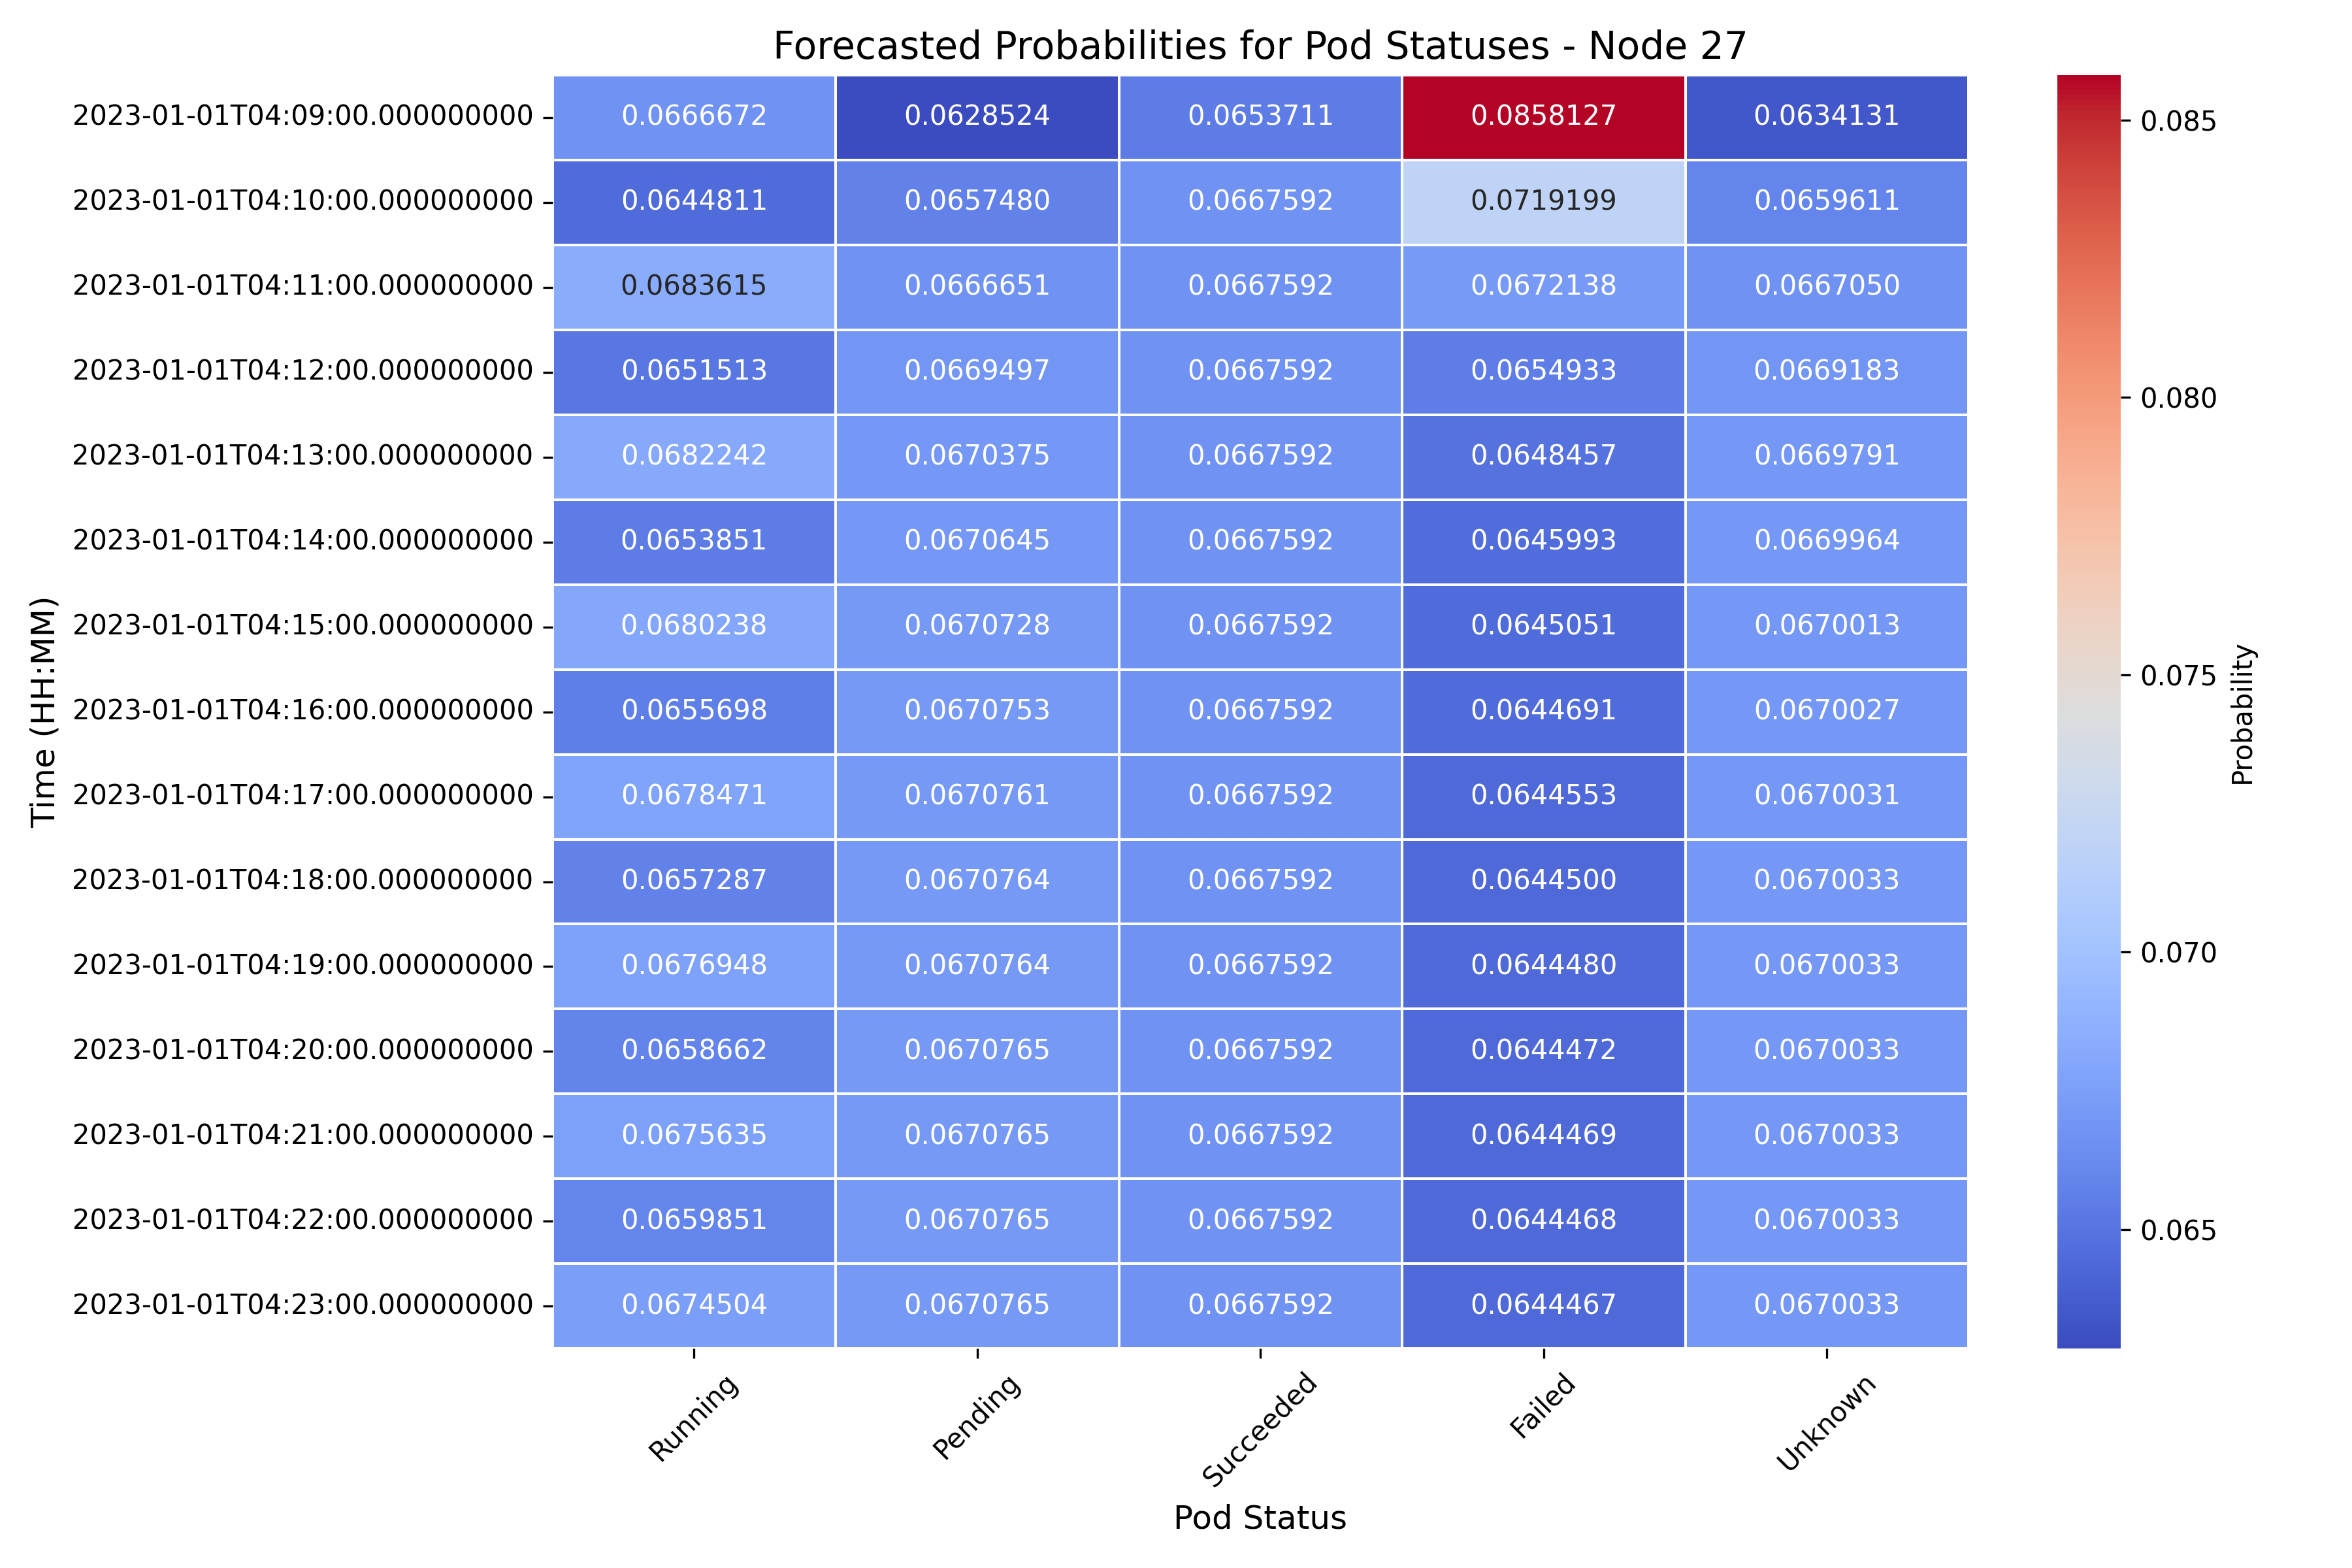 Forecasted Probabilities for Pod Statuses - Node 27
2023-01-01T04:09:00.000000000 0.0666672 0.0628524 0.0653711 0.0858127 0.0634131
2023-01-01T04:10:00.000000000 0.0644811 0.0657480 0.0667592 0.0719199 0.0659611
2023-01-01T04:11:00.000000000 0.0683615 0.0666651 0.0667592 0.0672138 0.0667050
2023-01-01T04:12:00.000000000 0.0651513 0.0669497 0.0667592 0.0654933 0.0669183
2023-01-01T04:13:00.000000000 0.0682242 0.0670375 0.0667592 0.0648457 0.0669791
2023-01-01T04:14:00.000000000 0.0653851 0.0670645 0.0667592 0.0645993 0.0669964
2023-01-01T04:15:00.000000000 0.0680238 0.0670728 0.0667592 0.0645051 0.0670013
2023-01-01T04:16:00.000000000 0.0655698 0.0670753 0.0667592 0.0644691 0.0670027
2023-01-01T04:17:00.000000000 0.0678471 0.0670761 0.0667592 0.0644553 0.0670031
2023-01-01T04:18:00.000000000 0.0657287 0.0670764 0.0667592 0.0644500 0.0670033
2023-01-01T04:19:00.000000000 0.0676948 0.0670764 0.0667592 0.0644480 0.0670033
2023-01-01T04:20:00.000000000 0.0658662 0.0670765 0.0667592 0.0644472 0.0670033
2023-01-01T04:21:00.000000000 0.0675635 0.0670765 0.0667592 0.0644469 0.0670033
2023-01-01T04:22:00.000000000 0.0659851 0.0670765 0.0667592 0.0644468 0.0670033
2023-01-01T04:23:00.000000000 0.0674504 0.0670765 0.0667592 0.0644467 0.0670033
Running Pending Succeeded Failed Unknown
Pod Status
Time (HH:MM)
0.085
0.080
0.075
0.070
0.065
Probability